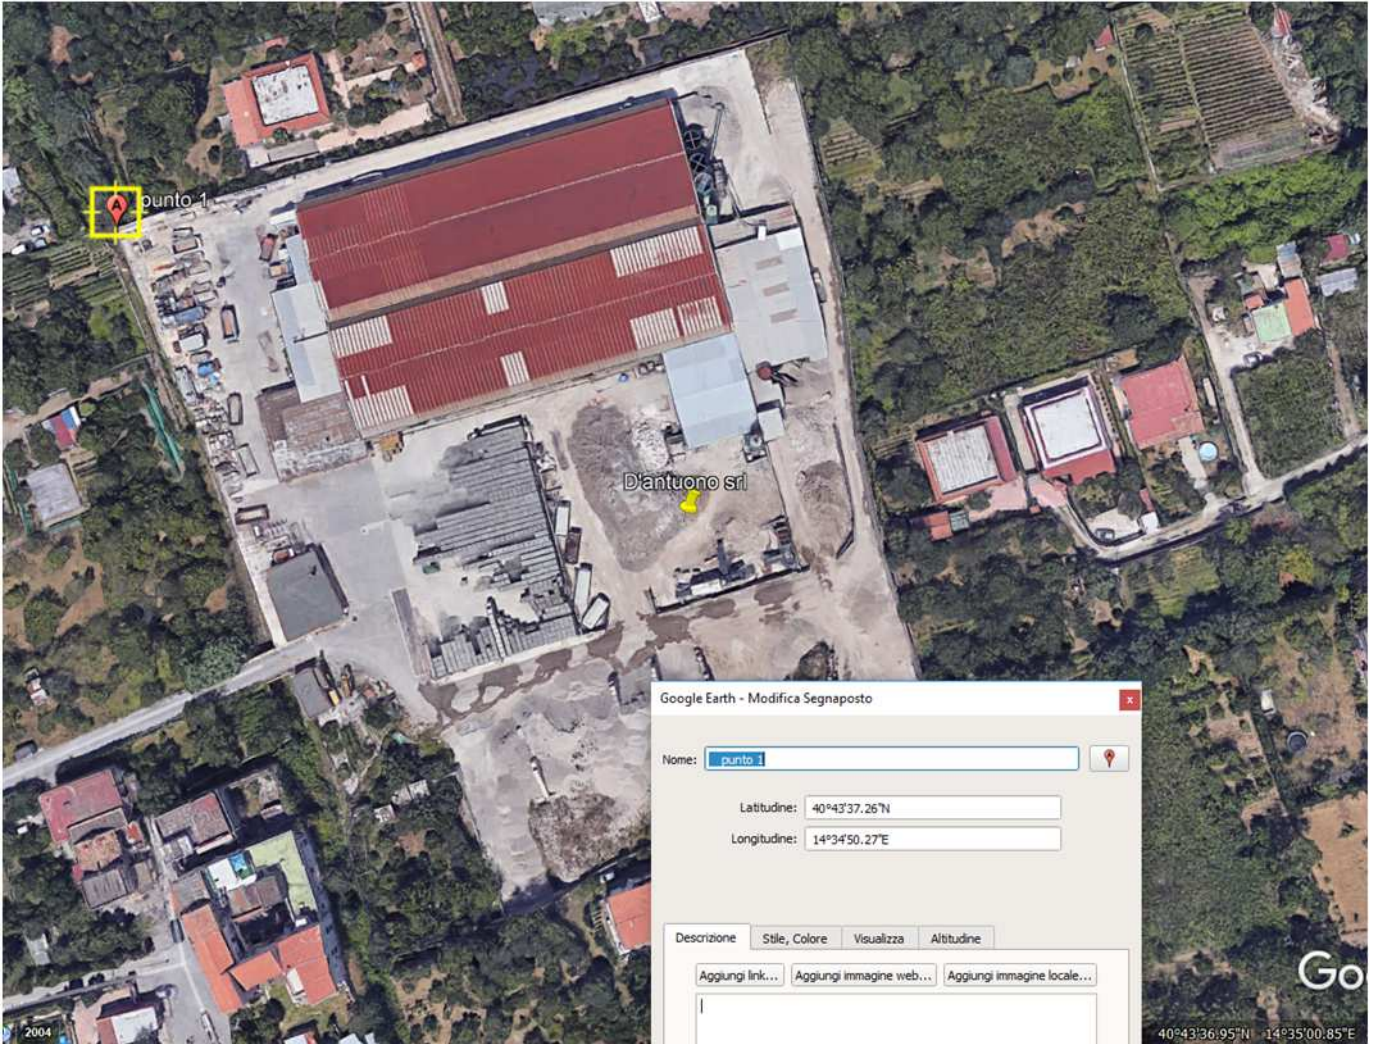 punto 1
D'antuono srl
Google Earth - Modifica Segnaposto
x
Nome: punto 1
Latitudine: 40°43'37.26"N
Longitudine: 14°34'50.27"E
Descrizione Stile, Colore Visualizza Altitudine
Aggiungi link... Aggiungi immagine web... Aggiungi immagine locale...
Go
2004
40°43'36.95"N 14°35'00.85"E
A
A